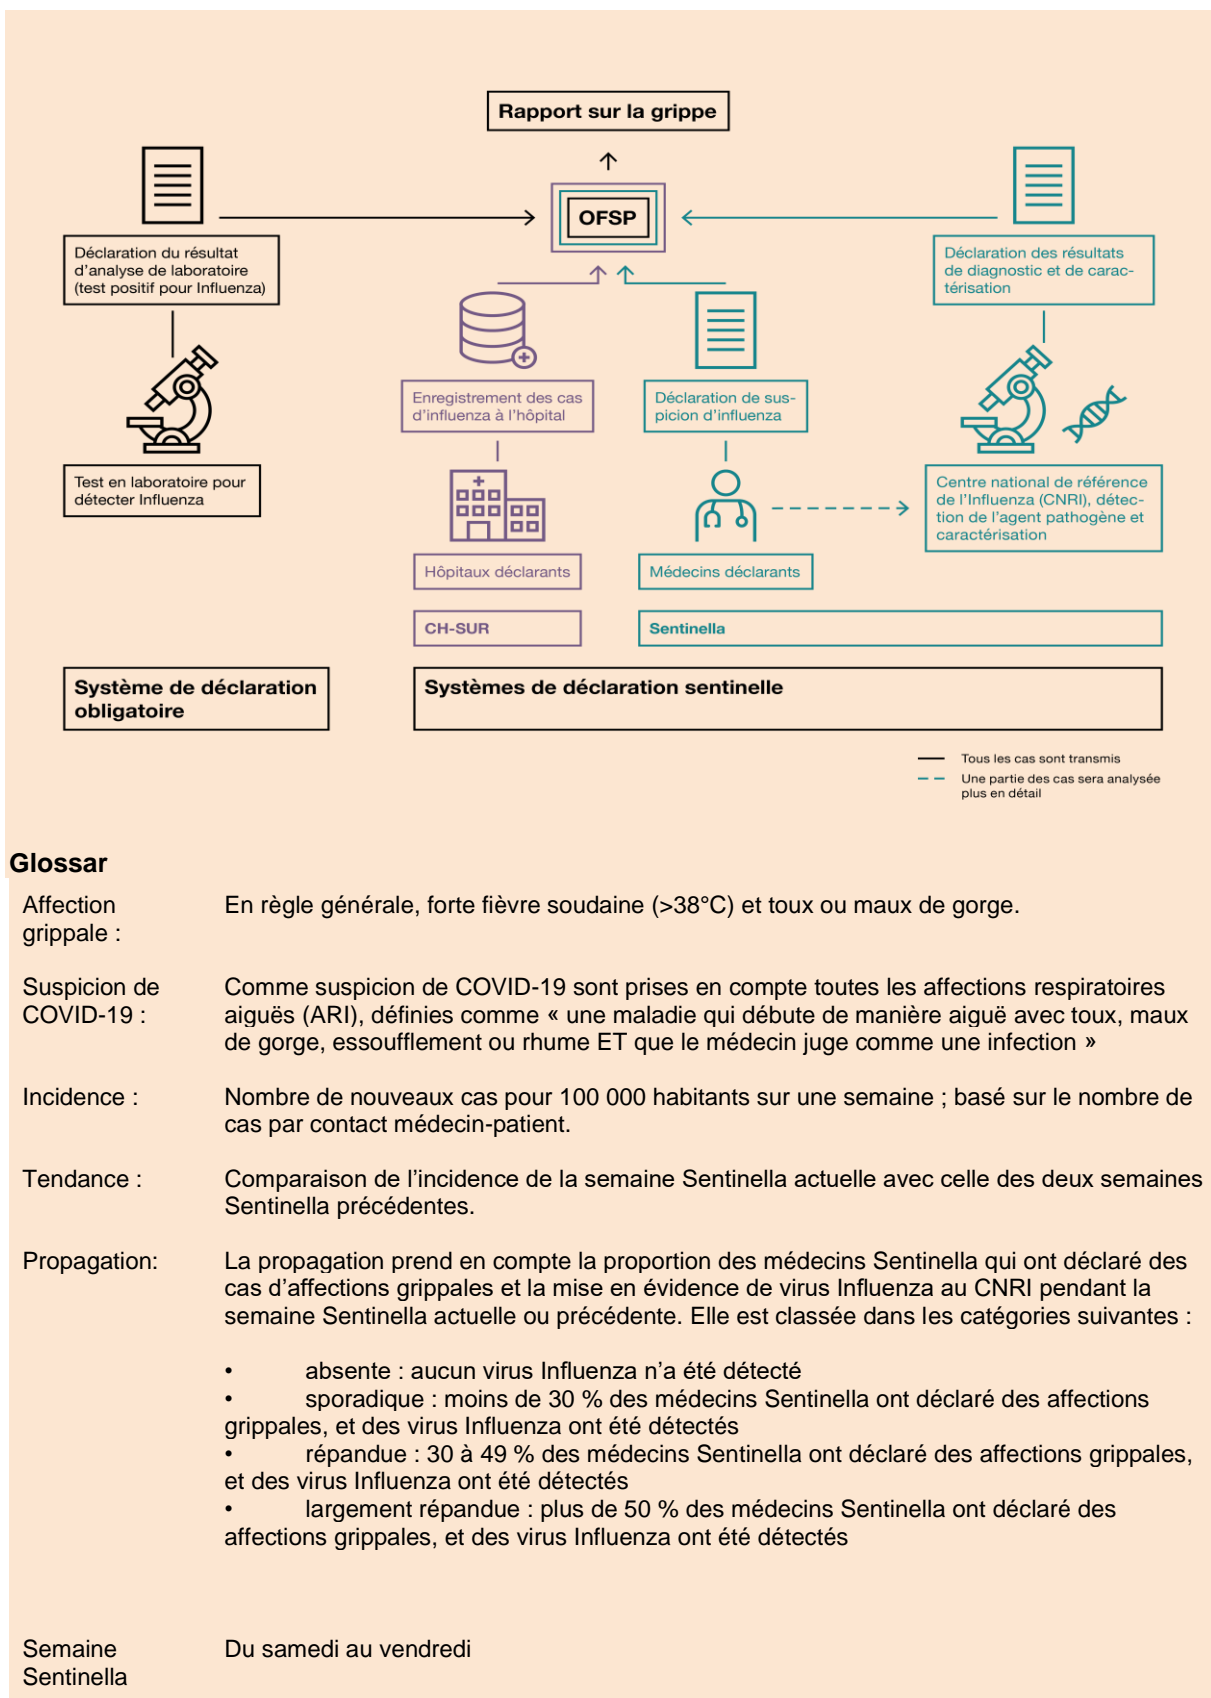 Rapport sur la grippe
OFSP
Déclaration du résultat
d'analyse de laboratoire
(test positif pour Influenza)
Déclaration des résultats
de diagnostic et de carac-
térisation
Enregistrement des cas
d'influenza à l'hôpital
Déclaration de sus-
picion d'influenza
Test en laboratoire pour
détecter Influenza
Centre national de référence
de l'Influenza (CNRI), détec-
tion de l'agent pathogène et
caractérisation
Hôpitaux déclarants
Médecins déclarants
CH-SUR
Sentinella
Système de déclaration
obligatoire
Systèmes de déclaration sentinelle
Tous les cas sont transmis
Une partie des cas sera analysée
plus en détail
Glossar
Affection
grippale :
En règle générale, forte fièvre soudaine (>38°C) et toux ou maux de gorge.
Suspicion de
COVID-19 :
Comme suspicion de COVID-19 sont prises en compte toutes les affections respiratoires
aiguës (ARI), définies comme « une maladie qui débute de manière aiguë avec toux, maux
de gorge, essoufflement ou rhume ET que le médecin juge comme une infection »
Incidence :
Nombre de nouveaux cas pour 100 000 habitants sur une semaine ; basé sur le nombre de
cas par contact médecin-patient.
Tendance :
Comparaison de l'incidence de la semaine Sentinella actuelle avec celle des deux semaines
Sentinella précédentes.
Propagation:
La propagation prend en compte la proportion des médecins Sentinella qui ont déclaré des
cas d'affections grippales et la mise en évidence de virus Influenza au CNRI pendant la
semaine Sentinella actuelle ou précédente. Elle est classée dans les catégories suivantes :
• absente : aucun virus Influenza n'a été détecté
• sporadique : moins de 30 % des médecins Sentinella ont déclaré des affections
grippales, et des virus Influenza ont été détectés
• répandue : 30 à 49 % des médecins Sentinella ont déclaré des affections grippales,
et des virus Influenza ont été détectés
• largement répandue : plus de 50 % des médecins Sentinella ont déclaré des
affections grippales, et des virus Influenza ont été détectés
Semaine
Sentinella
Du samedi au vendredi